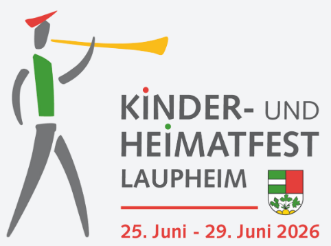 KINDER- UND
HEIMATFEST
LAUPHEIM
25. Juni - 29. Juni 2026